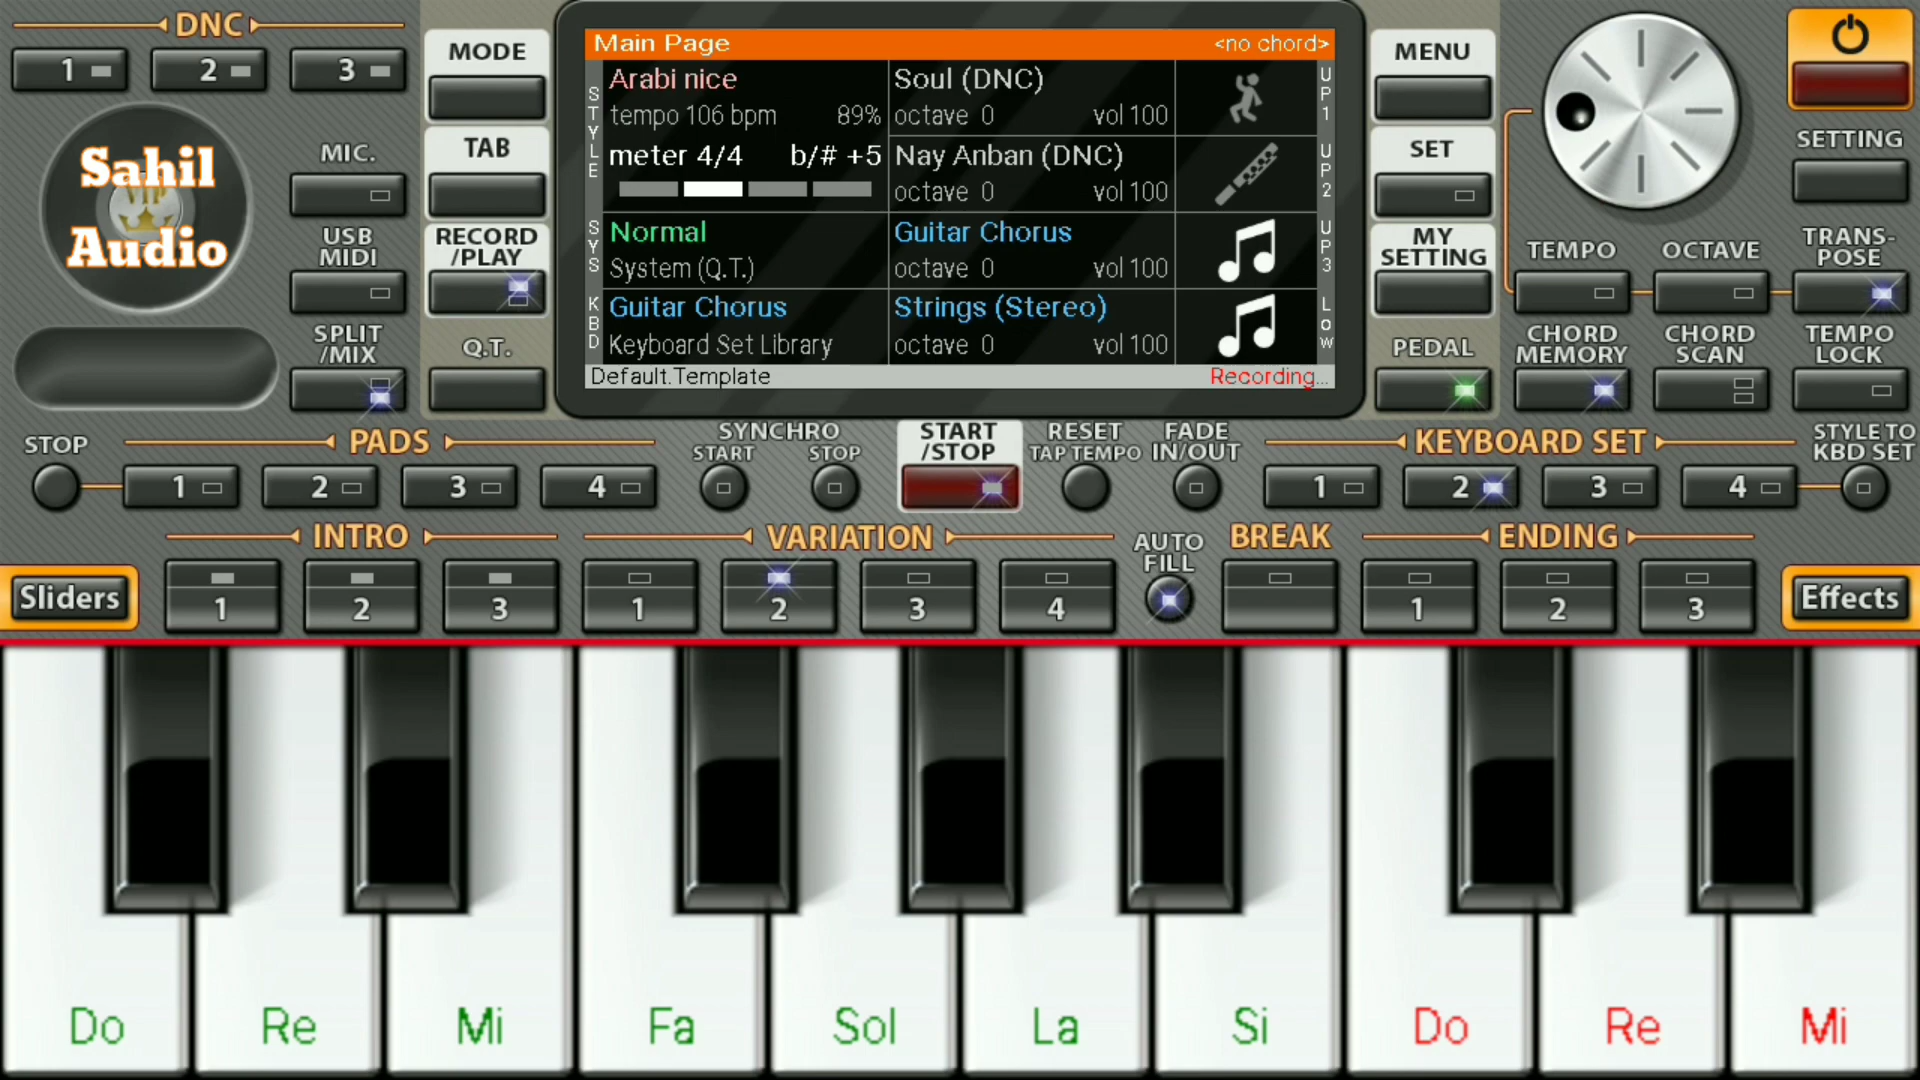 DNC
1
2
3
Sahil
VIP
Audio
MIC.
USB
MIDI
SPLIT
/MIX
MODE
TAB
RECORD
/PLAY
Q.T.
Main Page <no chord>
STYLE
Arabi nice
tempo 106 bpm 89%
meter 4/4 b/# +5
SYS
Normal
System (Q.T.)
KBD
Guitar Chorus
Keyboard Set Library
Soul (DNC)
octave 0 vol 100
UP1
Nay Anban (DNC)
octave 0 vol 100
UP2
Guitar Chorus
octave 0 vol 100
UP3
Strings (Stereo)
octave 0 vol 100
LOW
Default.Template Recording...
MENU
SET
MY
SETTING
PEDAL
SETTING
TEMPO
OCTAVE
TRANS-
POSE
CHORD
MEMORY
CHORD
SCAN
TEMPO
LOCK
STOP
PADS
1
2
3
4
SYNCHRO
START
STOP
START
/STOP
RESET
TAP TEMPO
FADE
IN/OUT
KEYBOARD SET
1
2
3
4
STYLE TO
KBD SET
Sliders
INTRO
1
2
3
VARIATION
1
2
3
4
AUTO
FILL
BREAK
ENDING
1
2
3
Effects
Do Re Mi Fa Sol La Si Do Re Mi